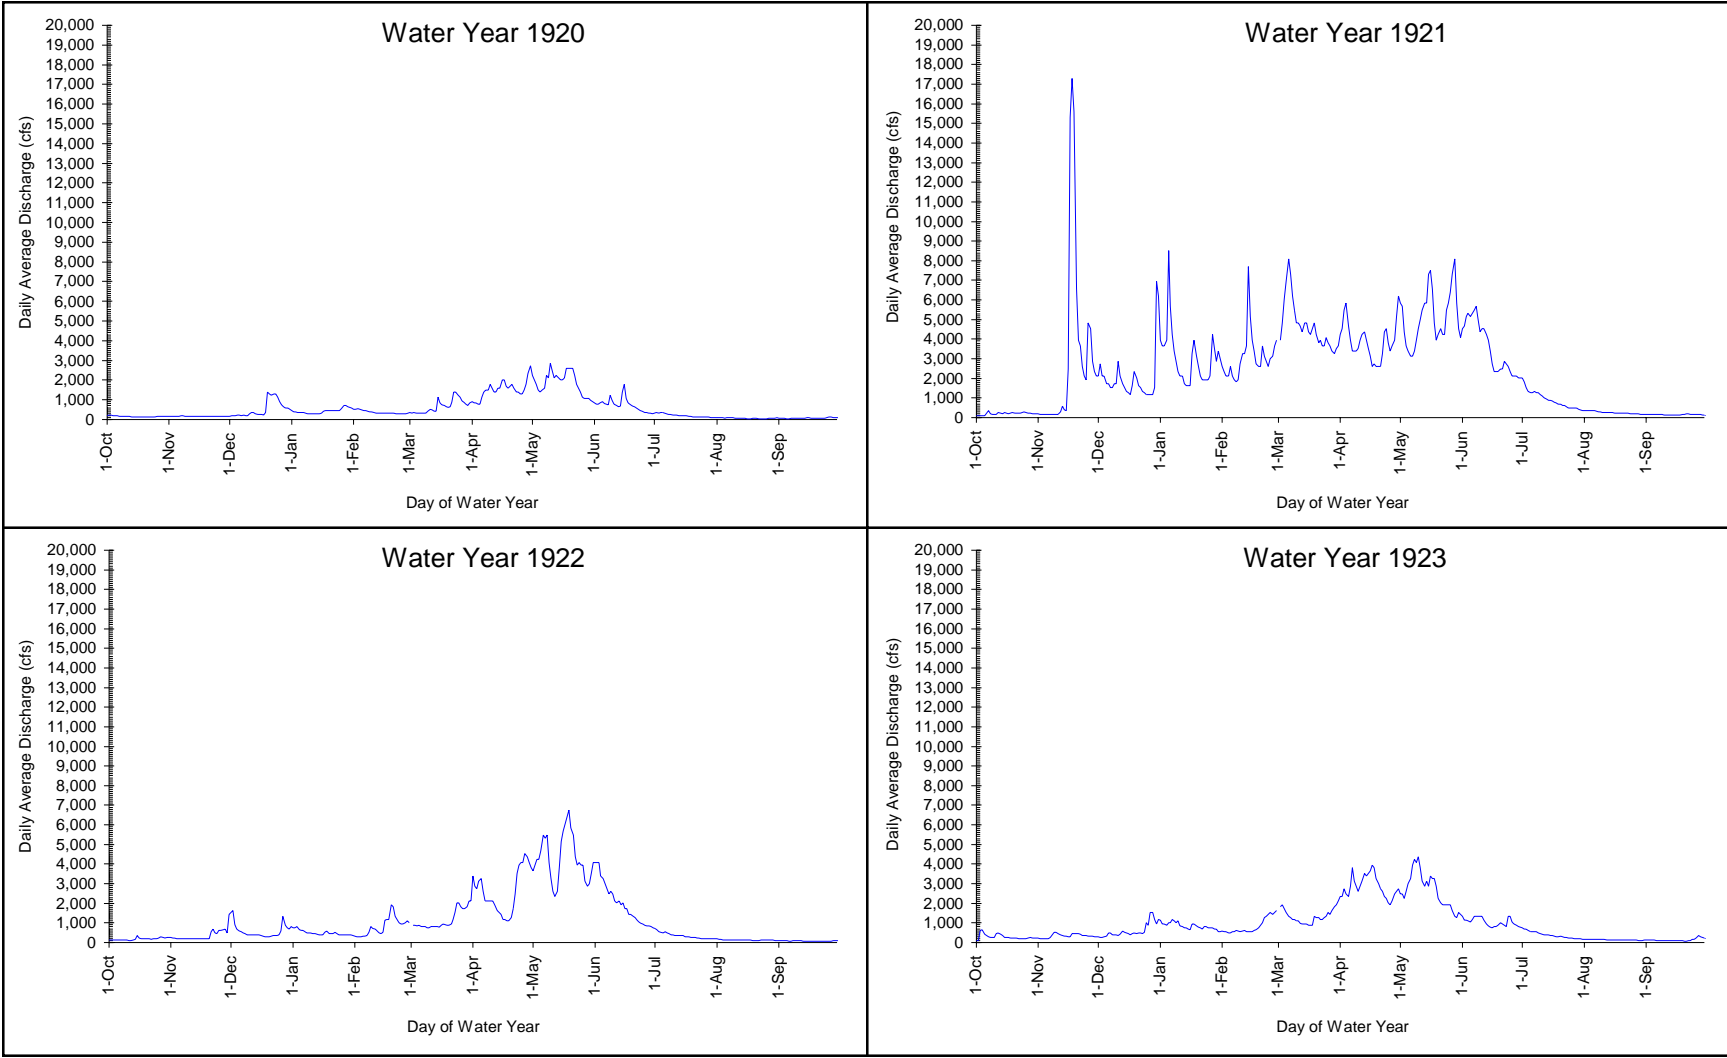 Water Year 1920
20,000
19,000
18,000
17,000
16,000
15,000
14,000
13,000
12,000
11,000
10,000
9,000
8,000
7,000
6,000
5,000
4,000
3,000
2,000
1,000
0
Daily Average Discharge (cfs)
1-Oct
1-Nov
1-Dec
1-Jan
1-Feb
1-Mar
1-Apr
1-May
1-Jun
1-Jul
1-Aug
1-Sep
Day of Water Year
Water Year 1921
20,000
19,000
18,000
17,000
16,000
15,000
14,000
13,000
12,000
11,000
10,000
9,000
8,000
7,000
6,000
5,000
4,000
3,000
2,000
1,000
0
Daily Average Discharge (cfs)
1-Oct
1-Nov
1-Dec
1-Jan
1-Feb
1-Mar
1-Apr
1-May
1-Jun
1-Jul
1-Aug
1-Sep
Day of Water Year
Water Year 1922
20,000
19,000
18,000
17,000
16,000
15,000
14,000
13,000
12,000
11,000
10,000
9,000
8,000
7,000
6,000
5,000
4,000
3,000
2,000
1,000
0
Daily Average Discharge (cfs)
1-Oct
1-Nov
1-Dec
1-Jan
1-Feb
1-Mar
1-Apr
1-May
1-Jun
1-Jul
1-Aug
1-Sep
Day of Water Year
Water Year 1923
20,000
19,000
18,000
17,000
16,000
15,000
14,000
13,000
12,000
11,000
10,000
9,000
8,000
7,000
6,000
5,000
4,000
3,000
2,000
1,000
0
Daily Average Discharge (cfs)
1-Oct
1-Nov
1-Dec
1-Jan
1-Feb
1-Mar
1-Apr
1-May
1-Jun
1-Jul
1-Aug
1-Sep
Day of Water Year